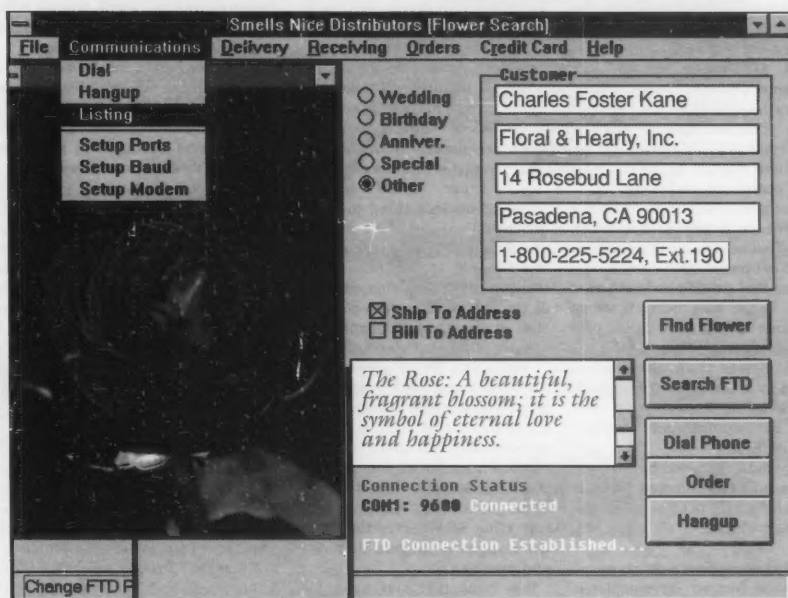 Smells Nice Distributors [Flower Search]
File Communications Delivery Receiving Orders Credit Card Help
Dial
Hangup
Listing
Setup Ports
Setup Baud
Setup Modem
Wedding
Birthday
Anniver.
Special
Other
Customer
Charles Foster Kane
Floral & Hearty, Inc.
14 Rosebud Lane
Pasadena, CA 90013
1-800-225-5224, Ext.190
Ship To Address
Bill To Address
Find Flower
Search FTD
Dial Phone
Order
Hangup
The Rose: A beautiful,
fragrant blossom; it is the
symbol of eternal love
and happiness.
Connection Status
COM1: 9600 Connected
FTD Connection Established...
Change FTD P